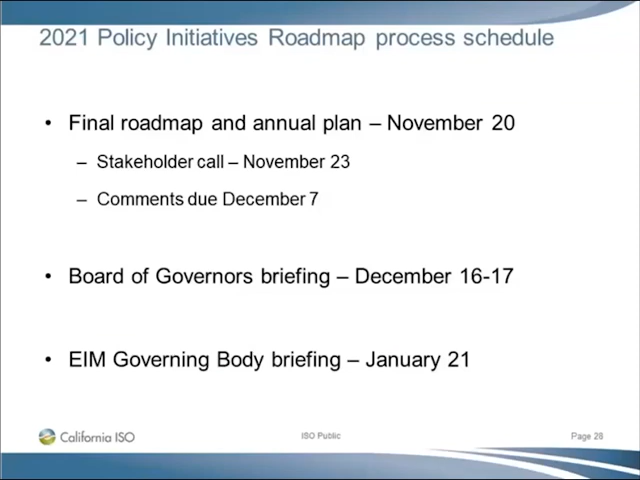 2021 Policy Initiatives Roadmap process schedule
• Final roadmap and annual plan – November 20
– Stakeholder call – November 23
– Comments due December 7
• Board of Governors briefing – December 16-17
• EIM Governing Body briefing – January 21
California ISO
ISO Public
Page 28